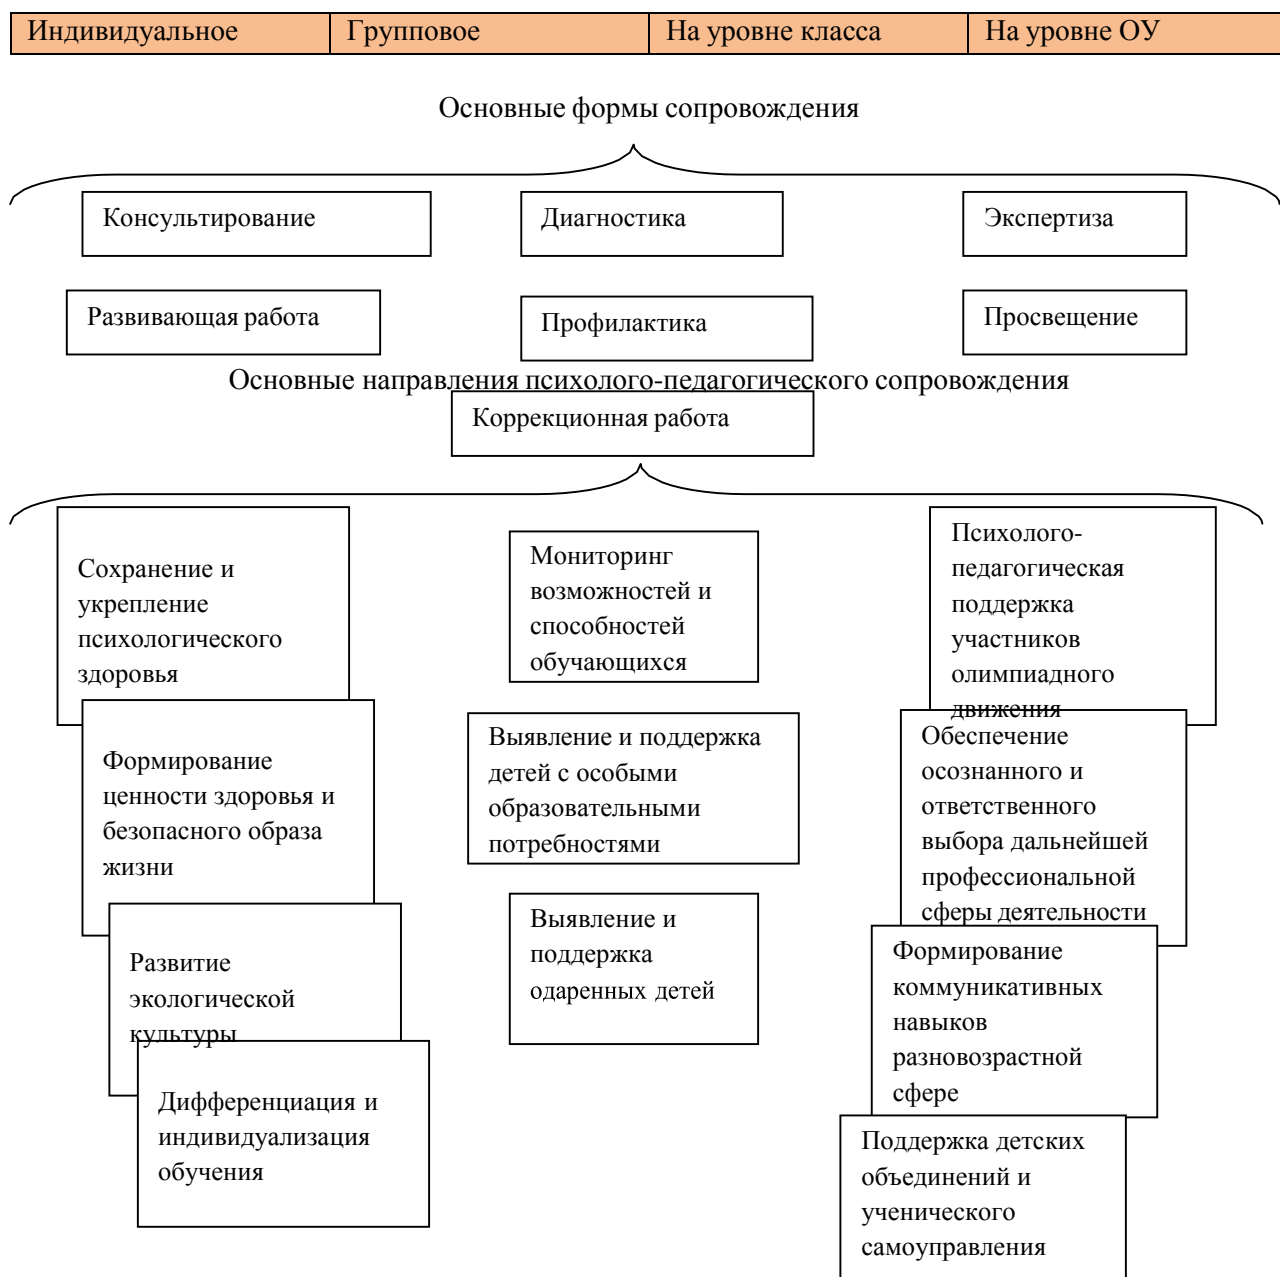 Индивидуальное
Групповое
На уровне класса
На уровне ОУ
Основные формы сопровождения
Консультирование
Диагностика
Экспертиза
Развивающая работа
Профилактика
Просвещение
Основные направления психолого-педагогического сопровождения
Коррекционная работа
Сохранение и
укрепление
психологического
здоровья
Формирование
ценности здоровья и
безопасного образа
жизни
Развитие
экологической
культуры
Дифференциация и
индивидуализация
обучения
Мониторинг
возможностей и
способностей
обучающихся
Выявление и поддержка
детей с особыми
образовательными
потребностями
Выявление и
поддержка
одаренных детей
Психолого-
педагогическая
поддержка
участников
олимпиадного
движения
Обеспечение
осознанного и
ответственного
выбора дальнейшей
профессиональной
сферы деятельности
Формирование
коммуникативных
навыков
разновозрастной
сфере
Поддержка детских
объединений и
ученического
самоуправления